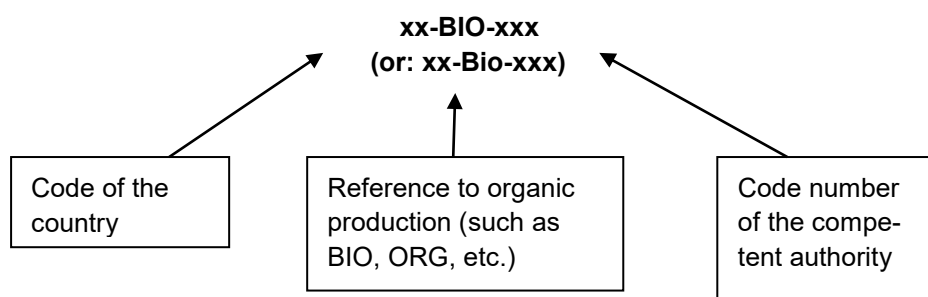 xx-BIO-xxx
(or: xx-Bio-xxx)
Code of the
country
Reference to organic
production (such as
BIO, ORG, etc.)
Code number
of the compe-
tent authority